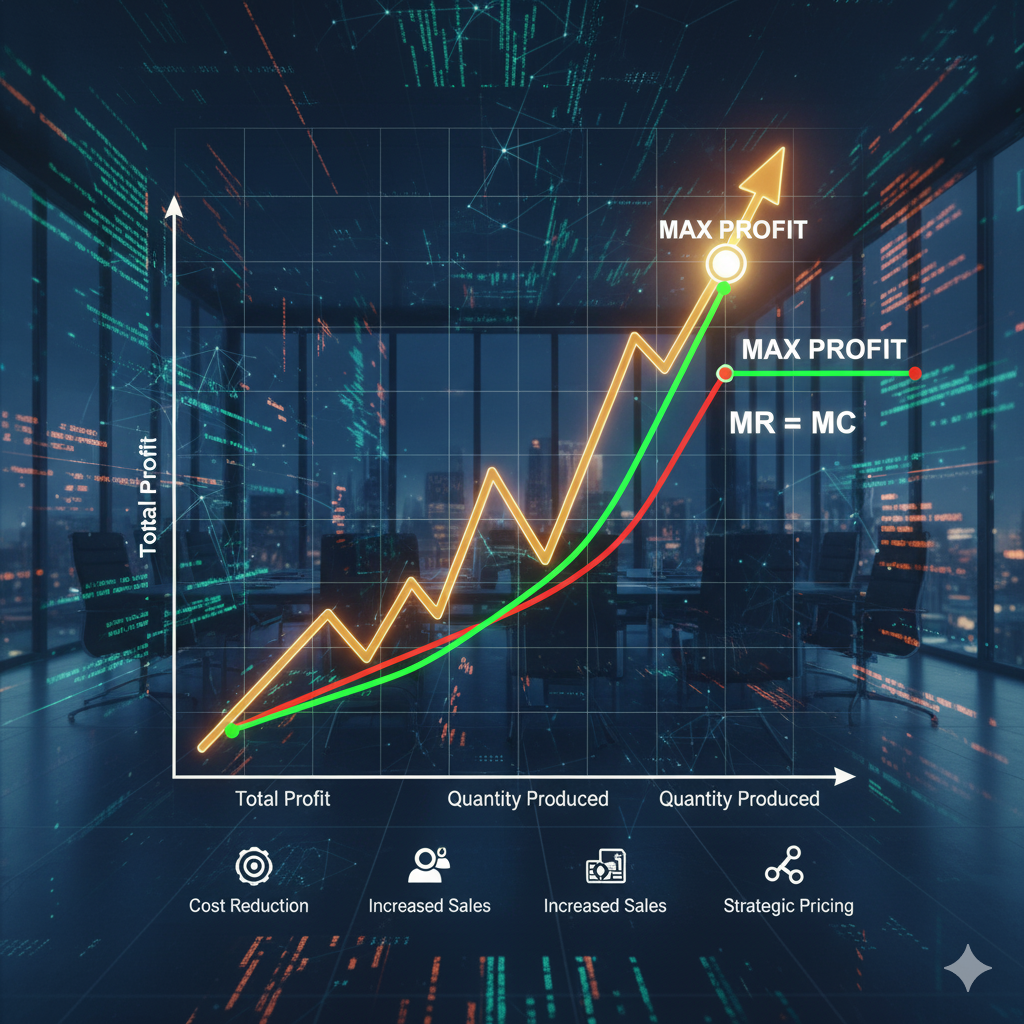 MAX PROFIT
MAX PROFIT
MR = MC
Tottal Profit
Total Profit
Quantity Produced
Quantity Produced
Cost Reduction
Increased Sales
Increased Sales
Strategic Pricing